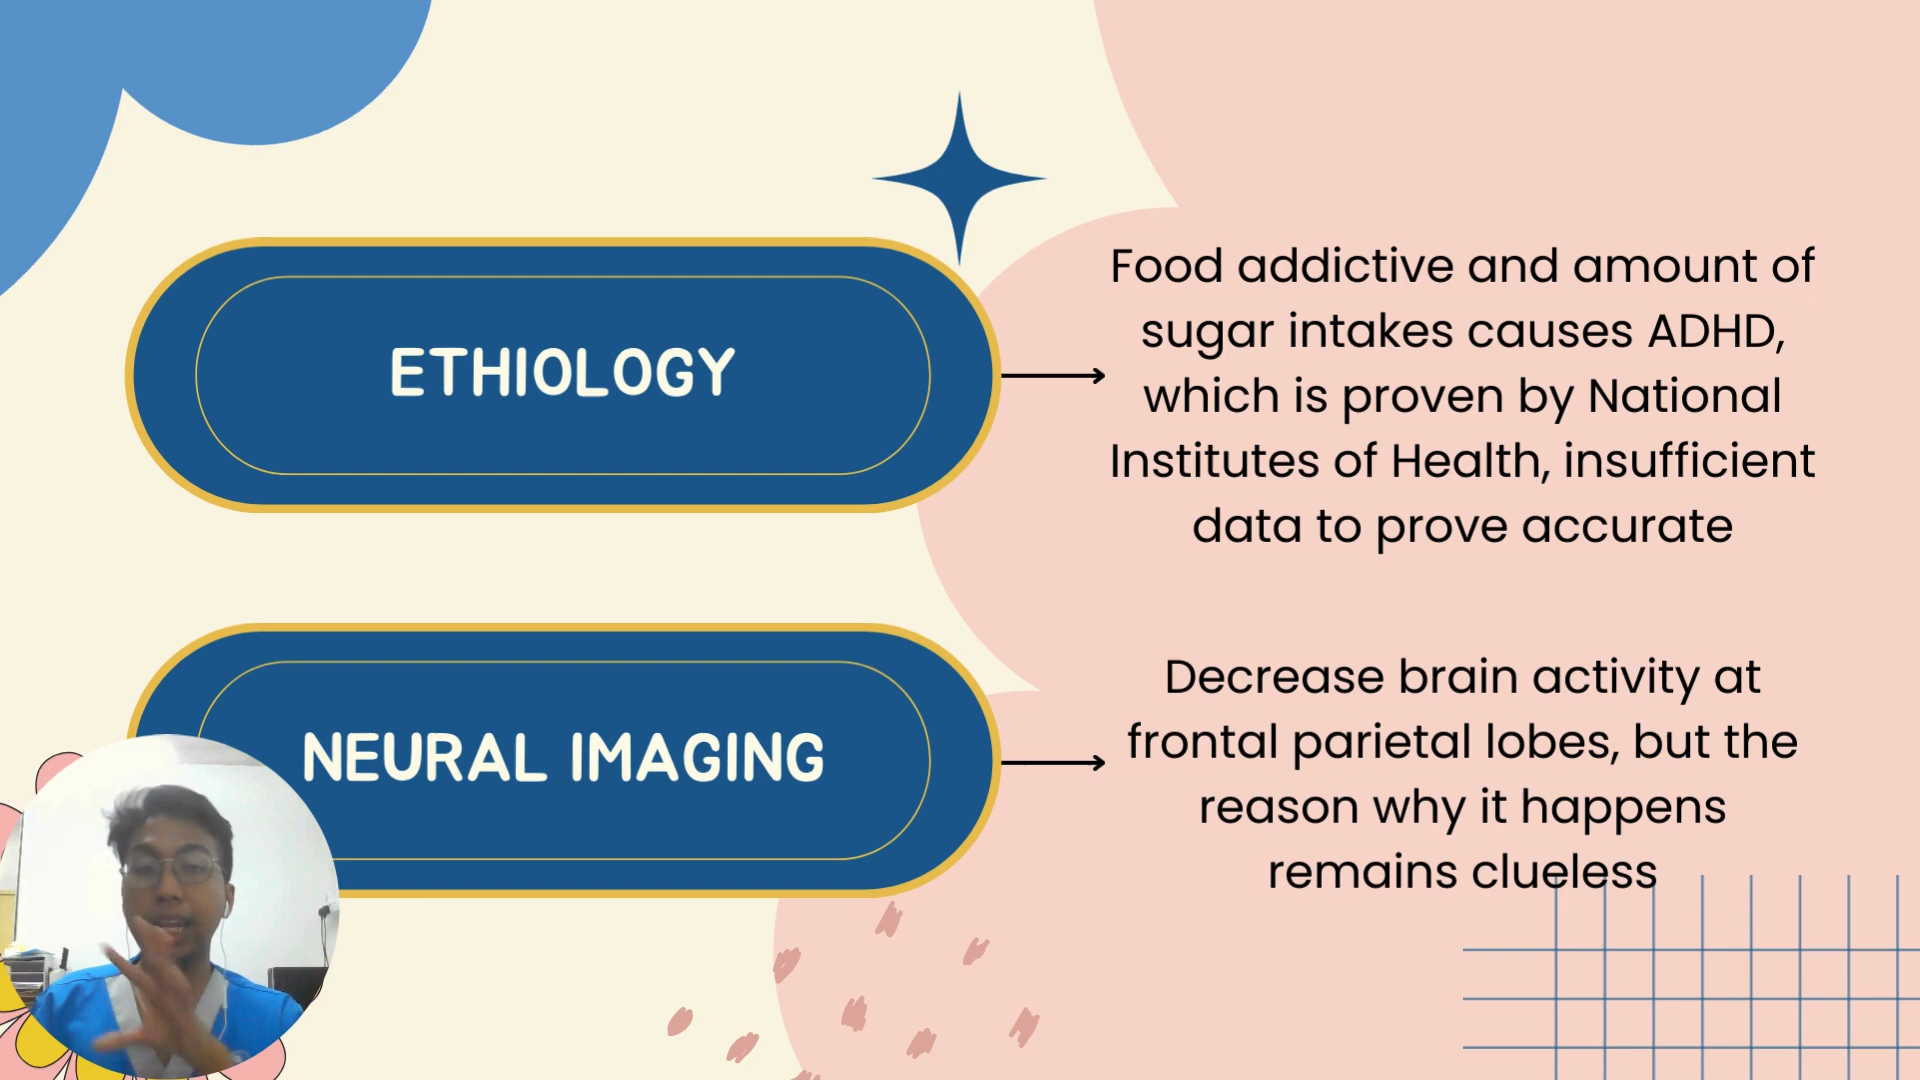 ETHIOLOGY
Food addictive and amount of
sugar intakes causes ADHD,
which is proven by National
Institutes of Health, insufficient
data to prove accurate
NEURAL IMAGING
Decrease brain activity at
frontal parietal lobes, but the
reason why it happens
remains clueless